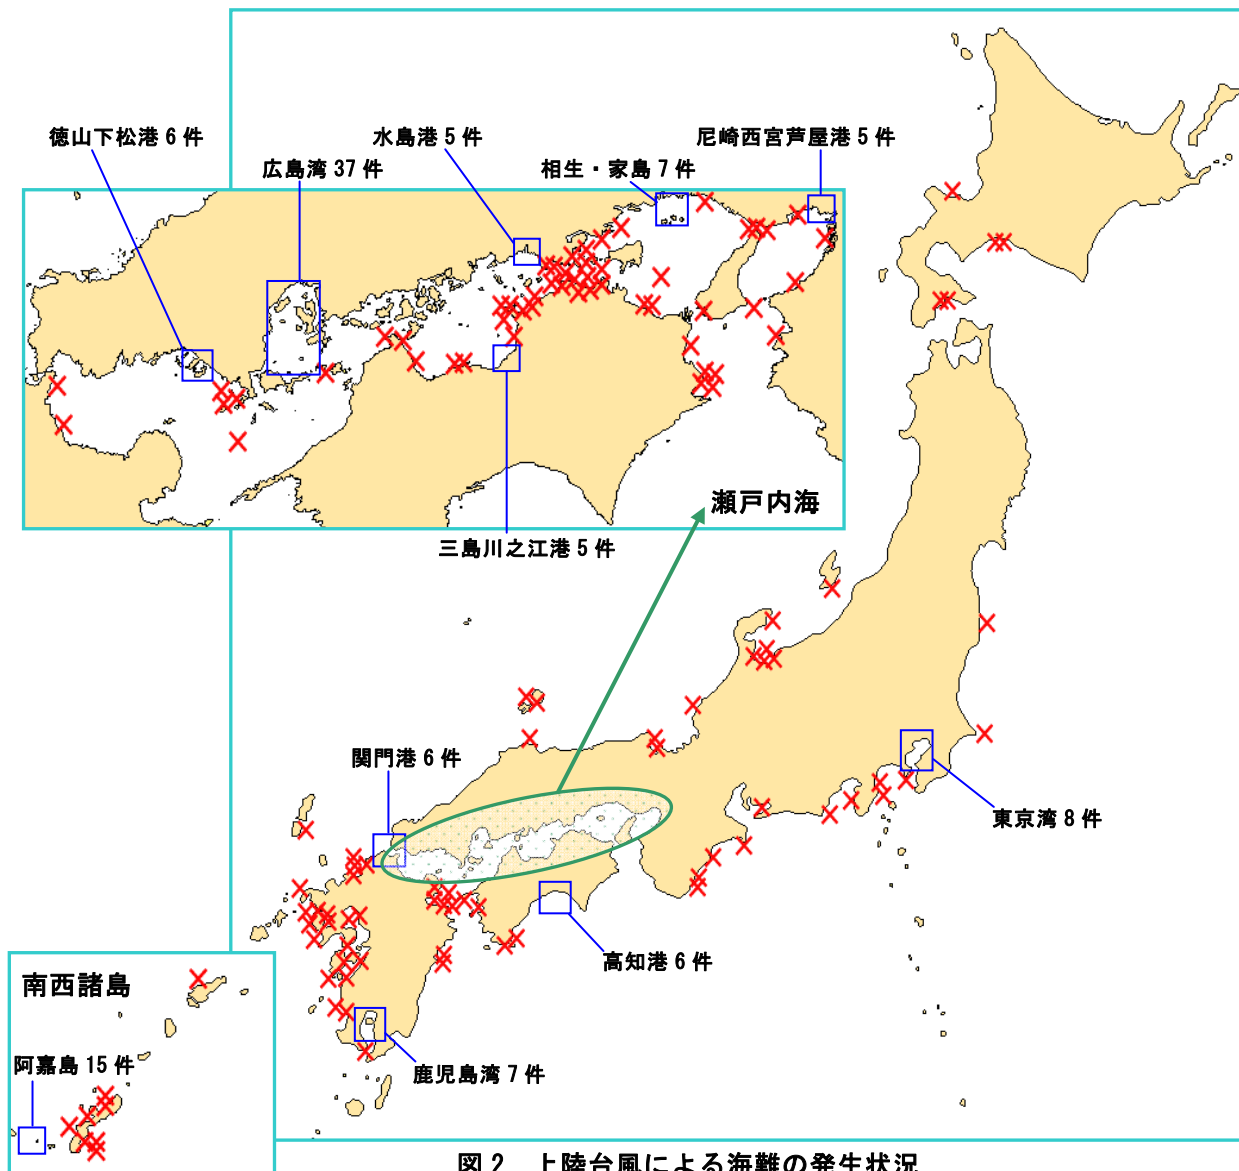 徳山下松港 6 件
水島港 5 件
尼崎西宮芦屋港 5 件
広島湾 37 件
相生・家島 7 件
瀬戸内海
三島川之江港 5 件
関門港 6 件
東京湾 8 件
高知港 6 件
南西諸島
阿嘉島 15 件
鹿児島湾 7 件
図２ 上陸台風による海難の発生状況